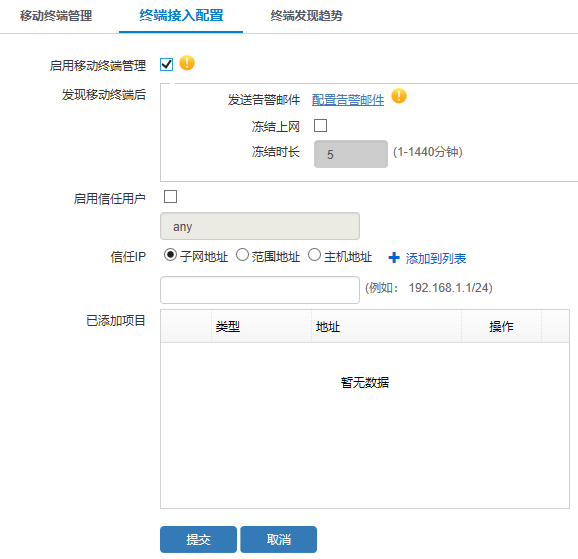 移动终端管理 终端接入配置 终端发现趋势
启用移动终端管理
发现移动终端后
发送告警邮件 配置告警邮件
冻结上网
冻结时长 5 (1-1440分钟)
启用信任用户
any
信任IP 子网地址 范围地址 主机地址 添加到列表
(例如： 192.168.1.1/24)
已添加项目
类型 地址 操作
暂无数据
提交 取消